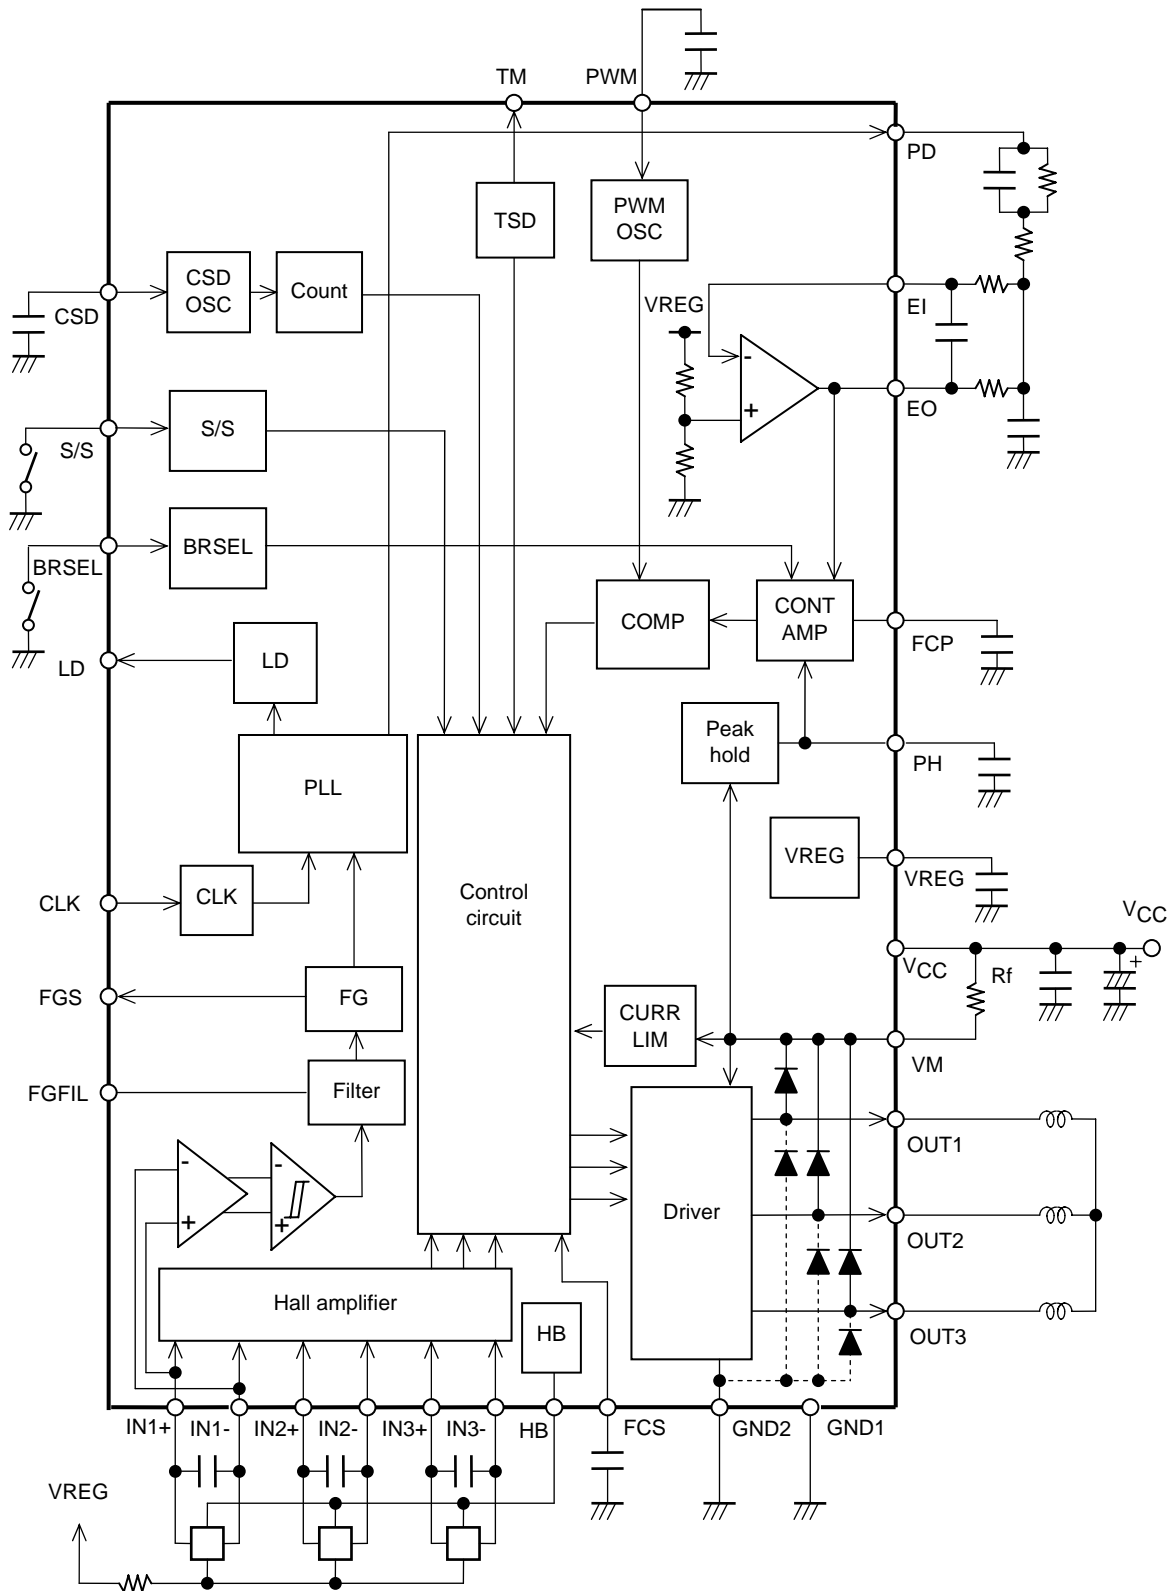 TM
PWM
PD
TSD
PWM
OSC
CSD
OSC
Count
CSD
VREG
EI
-
+
EO
S/S
S/S
BRSEL
BRSEL
COMP
CONT
AMP
FCP
LD
LD
Peak
hold
PH
PLL
VREG
VREG
CLK
CLK
Control
circuit
VCC
VCC
Rf
+
FGS
FG
CURR
LIM
VM
FGFIL
Filter
OUT1
-
+
-
+
Driver
OUT2
Hall amplifier
HB
OUT3
IN1+
IN1-
IN2+
IN2-
IN3+
IN3-
HB
FCS
GND2
GND1
VREG